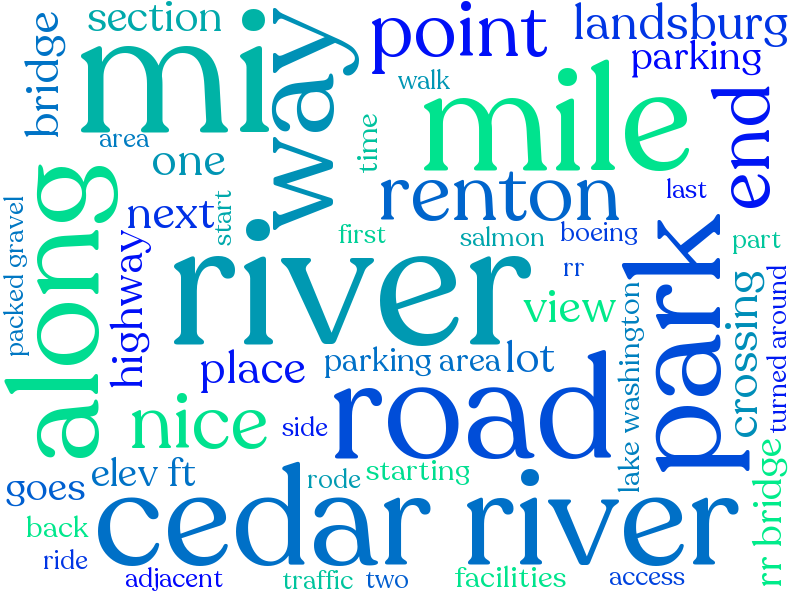 section
point
landsburg
bridge
mi
way
parking
walk
mile
end
area
one
time
renton
last
along
next
start
first
salmon
boeing
part
packed gravel
highway
river
rr
view
park
crossing
turned around
lake washington
place
parking area
lot
nice
side
road
goes
elev ft
rode
starting
rr bridge
back
cedar river
ride
adjacent
traffic
two
facilities
access